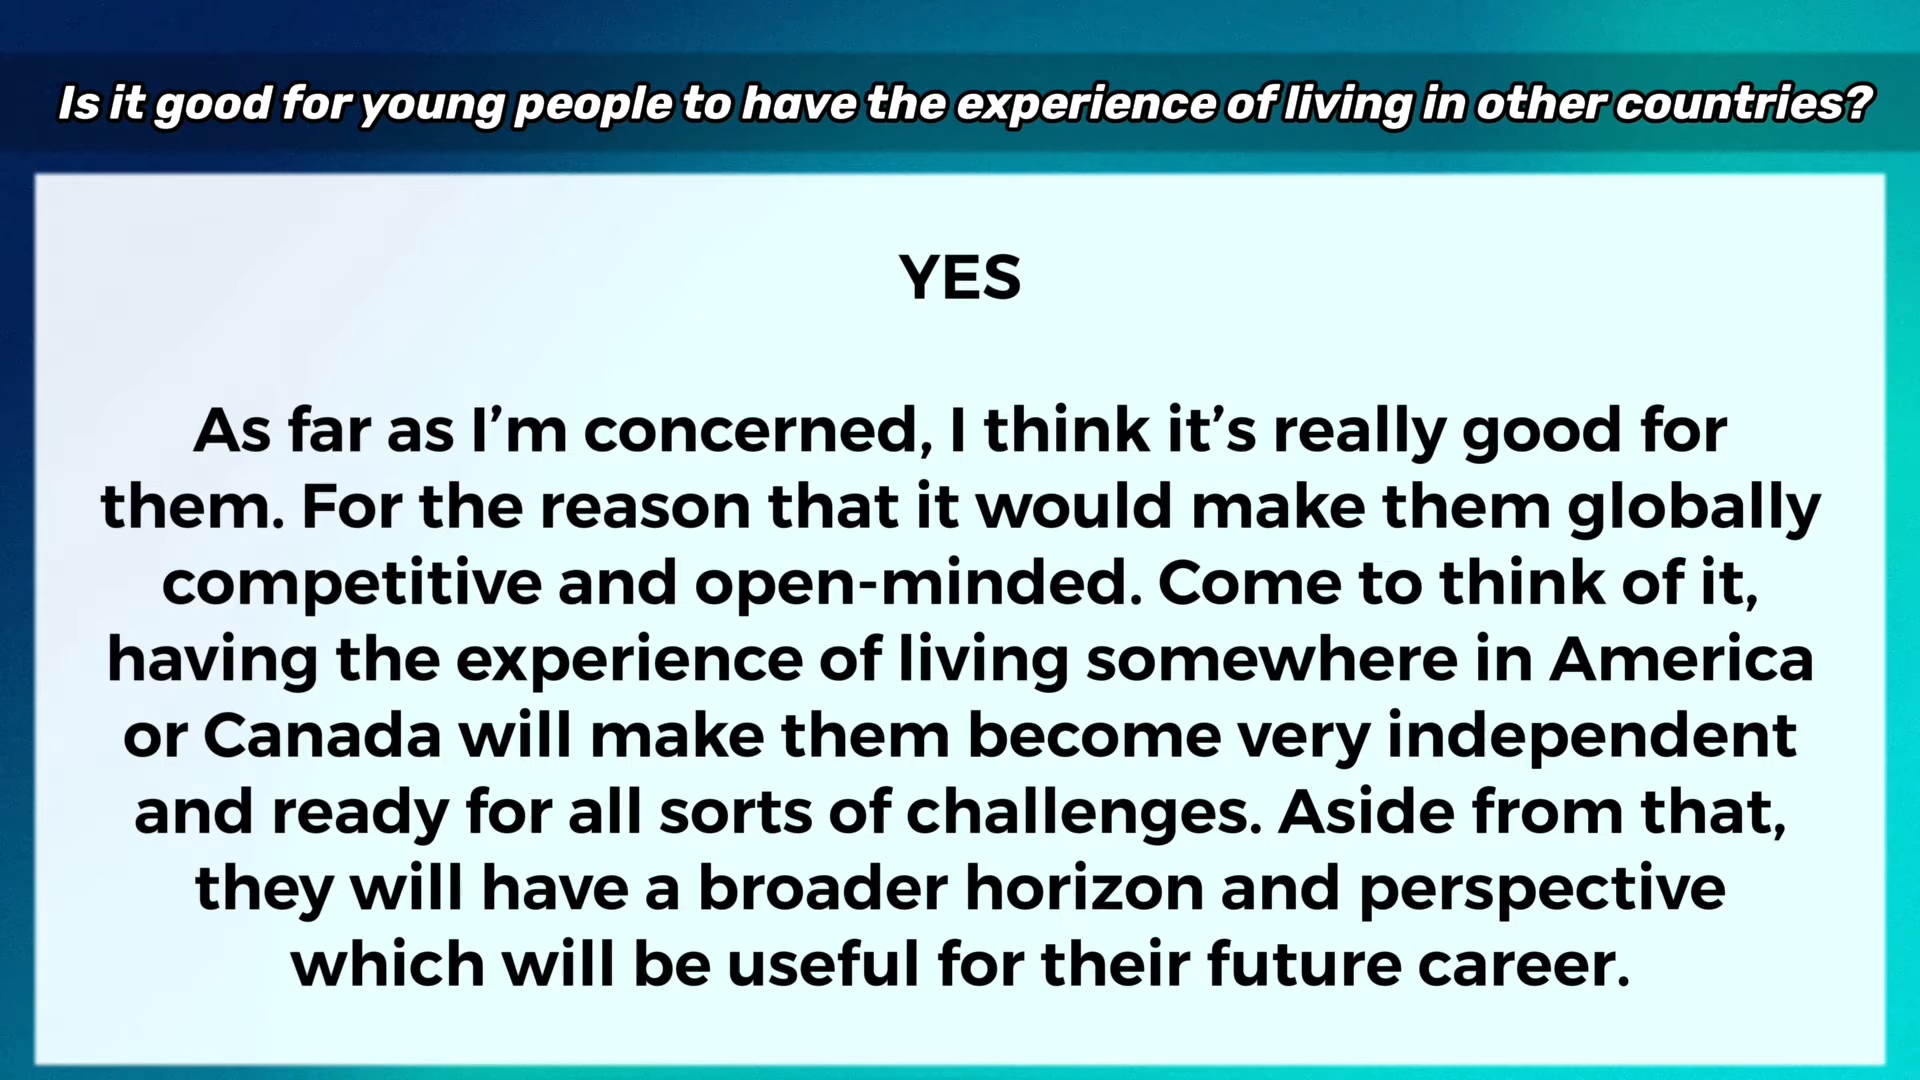 Is it good for young people to have the experience of living in other countries?
YES
As far as I’m concerned, I think it’s really good for
them. For the reason that it would make them globally
competitive and open-minded. Come to think of it,
having the experience of living somewhere in America
or Canada will make them become very independent
and ready for all sorts of challenges. Aside from that,
they will have a broader horizon and perspective
which will be useful for their future career.